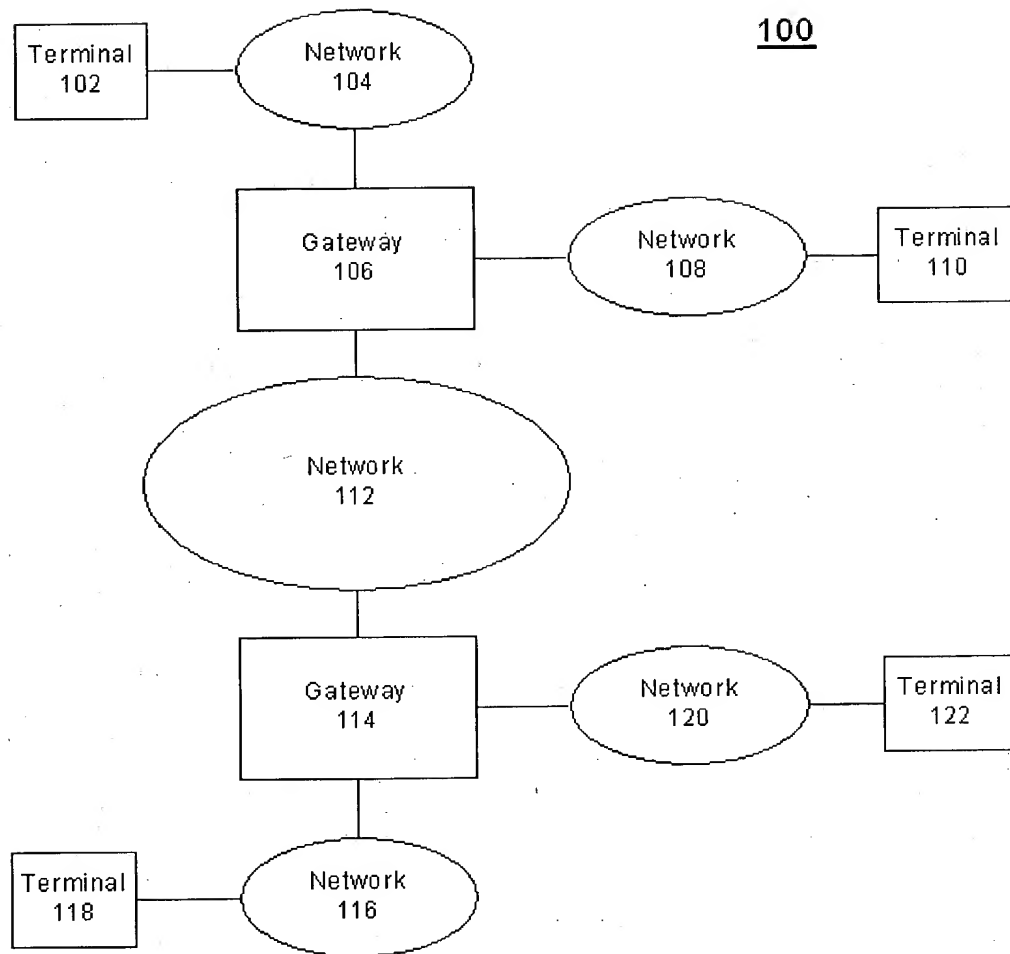 100
Terminal
102
Network
104
Gateway
106
Network
108
Terminal
110
Network
112
Gateway
114
Network
120
Terminal
122
Terminal
118
Network
116